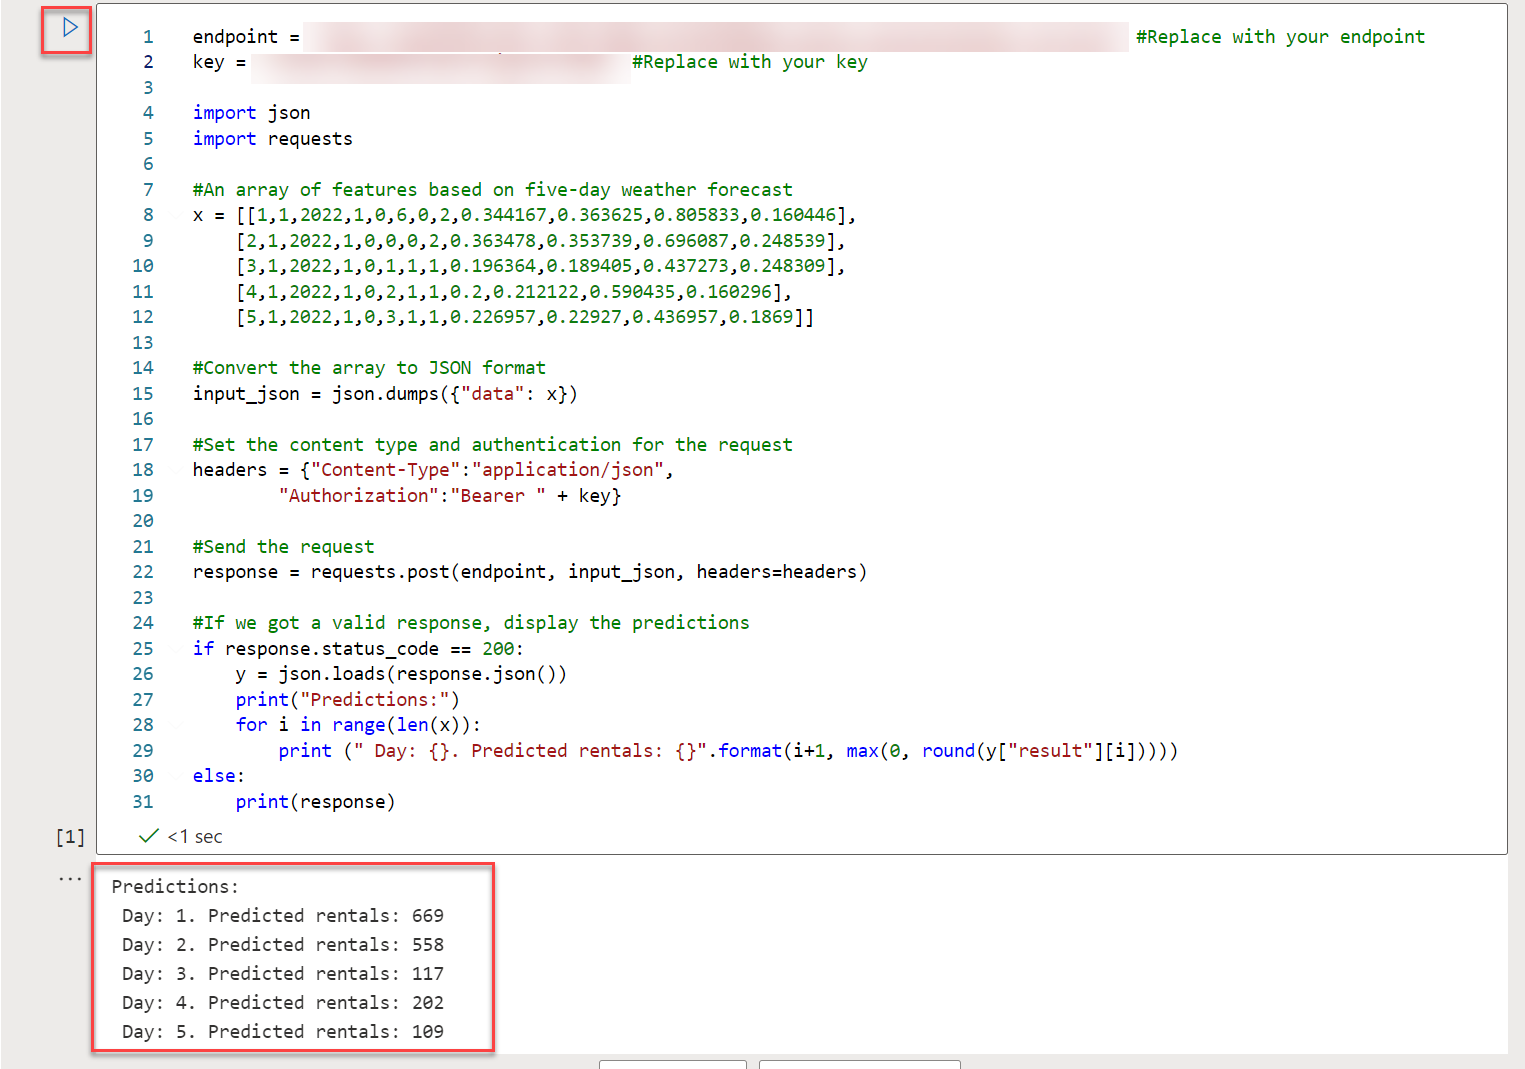 1 endpoint = #Replace with your endpoint
2 key = #Replace with your key
3
4 import json
5 import requests
6
7 #An array of features based on five-day weather forecast
8 x = [[1,1,2022,1,0,6,0,2,0.344167,0.363625,0.805833,0.160446],
9 [2,1,2022,1,0,0,0,2,0.363478,0.353739,0.696087,0.248539],
10 [3,1,2022,1,0,1,1,1,0.196364,0.189405,0.437273,0.248309],
11 [4,1,2022,1,0,2,1,1,0.2,0.212122,0.590435,0.160296],
12 [5,1,2022,1,0,3,1,1,0.226957,0.22927,0.436957,0.1869]]
13
14 #Convert the array to JSON format
15 input_json = json.dumps({"data": x})
16
17 #Set the content type and authentication for the request
18 headers = {"Content-Type":"application/json",
19 "Authorization":"Bearer " + key}
20
21 #Send the request
22 response = requests.post(endpoint, input_json, headers=headers)
23
24 #If we got a valid response, display the predictions
25 if response.status_code == 200:
26 y = json.loads(response.json())
27 print("Predictions:")
28 for i in range(len(x)):
29 print (" Day: {}. Predicted rentals: {}".format(i+1, max(0, round(y["result"][i]))))
30 else:
31 print(response)
[1] <1 sec
...
Predictions:
Day: 1. Predicted rentals: 669
Day: 2. Predicted rentals: 558
Day: 3. Predicted rentals: 117
Day: 4. Predicted rentals: 202
Day: 5. Predicted rentals: 109